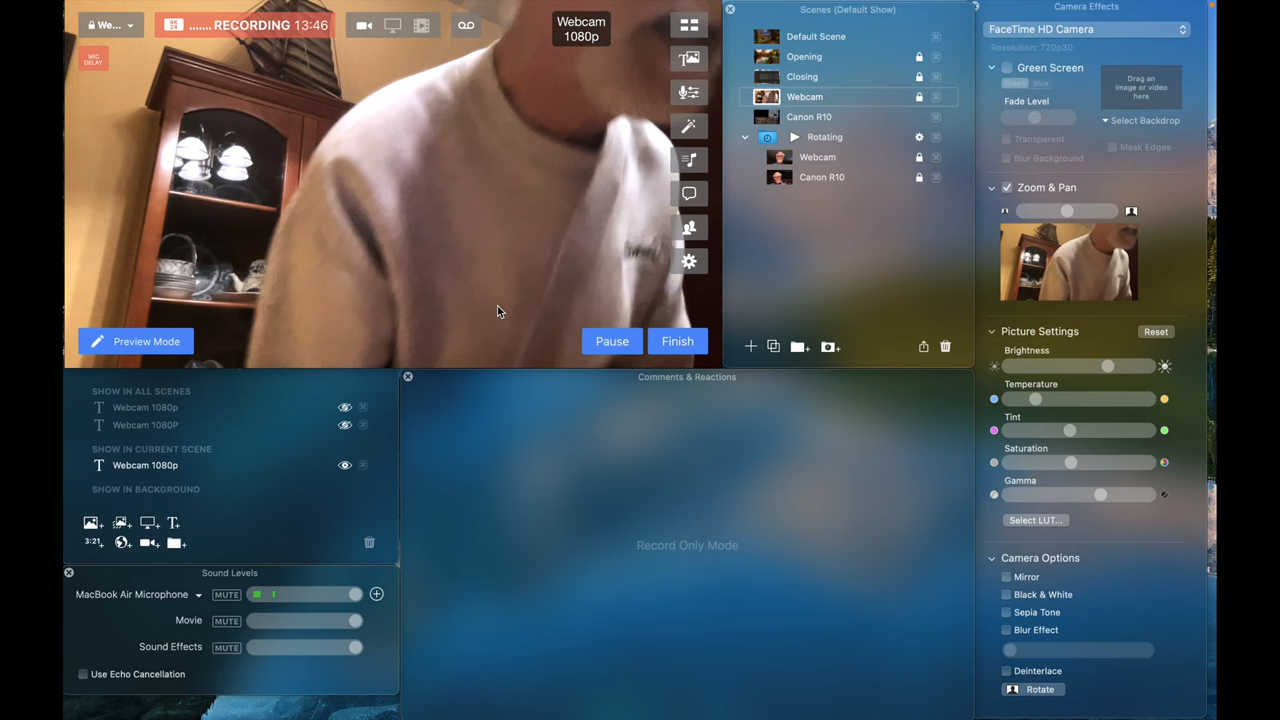 We...
4K
24
....... RECORDING 13:46
MIC
DELAY
Webcam
1080p
Preview Mode
Pause
Finish
Scenes (Default Show)
Default Scene
Opening
Closing
Webcam
Canon R10
Rotating
Webcam
Canon R10
SHOW IN ALL SCENES
Webcam 1080p
Webcam 1080P
SHOW IN CURRENT SCENE
Webcam 1080p
SHOW IN BACKGROUND
3:21+
Sound Levels
MacBook Air Microphone
MUTE
Movie
MUTE
Sound Effects
MUTE
Use Echo Cancellation
Comments & Reactions
Record Only Mode
Camera Effects
FaceTime HD Camera
Resolution: 720p30
Green Screen
Green Blue
Fade Level
Drag an
image or video
here
Select Backdrop
Transparent
Mask Edges
Blur Background
Zoom & Pan
Picture Settings
Reset
Brightness
Temperature
Tint
Saturation
Gamma
Select LUT...
Camera Options
Mirror
Black & White
Sepia Tone
Blur Effect
Deinterlace
Rotate